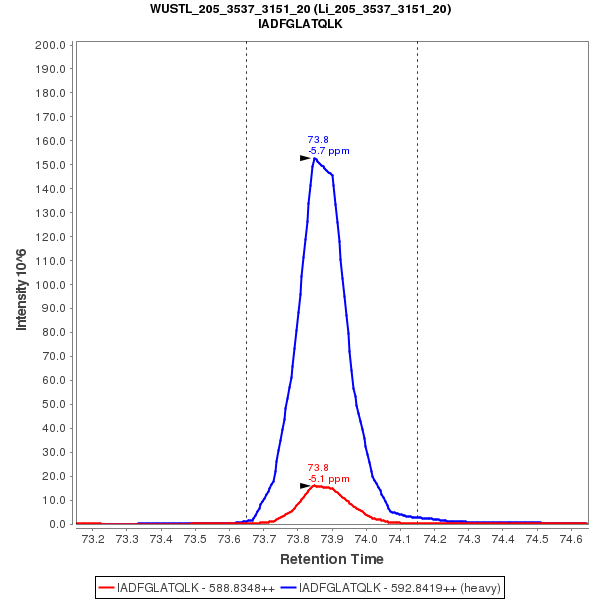 WUSTL_205_3537_3151_20 (Li_205_3537_3151_20)
IADFGLATQLK
200.0
190.0
180.0
170.0
160.0
150.0
140.0
130.0
120.0
110.0
100.0
90.0
80.0
70.0
60.0
50.0
40.0
30.0
20.0
10.0
0.0
Intensity 10^6
73.8
-5.7 ppm
73.8
-5.1 ppm
73.2 73.3 73.4 73.5 73.6 73.7 73.8 73.9 74.0 74.1 74.2 74.3 74.4 74.5 74.6
Retention Time
IADFGLATQLK - 588.8348++ IADFGLATQLK - 592.8419++ (heavy)